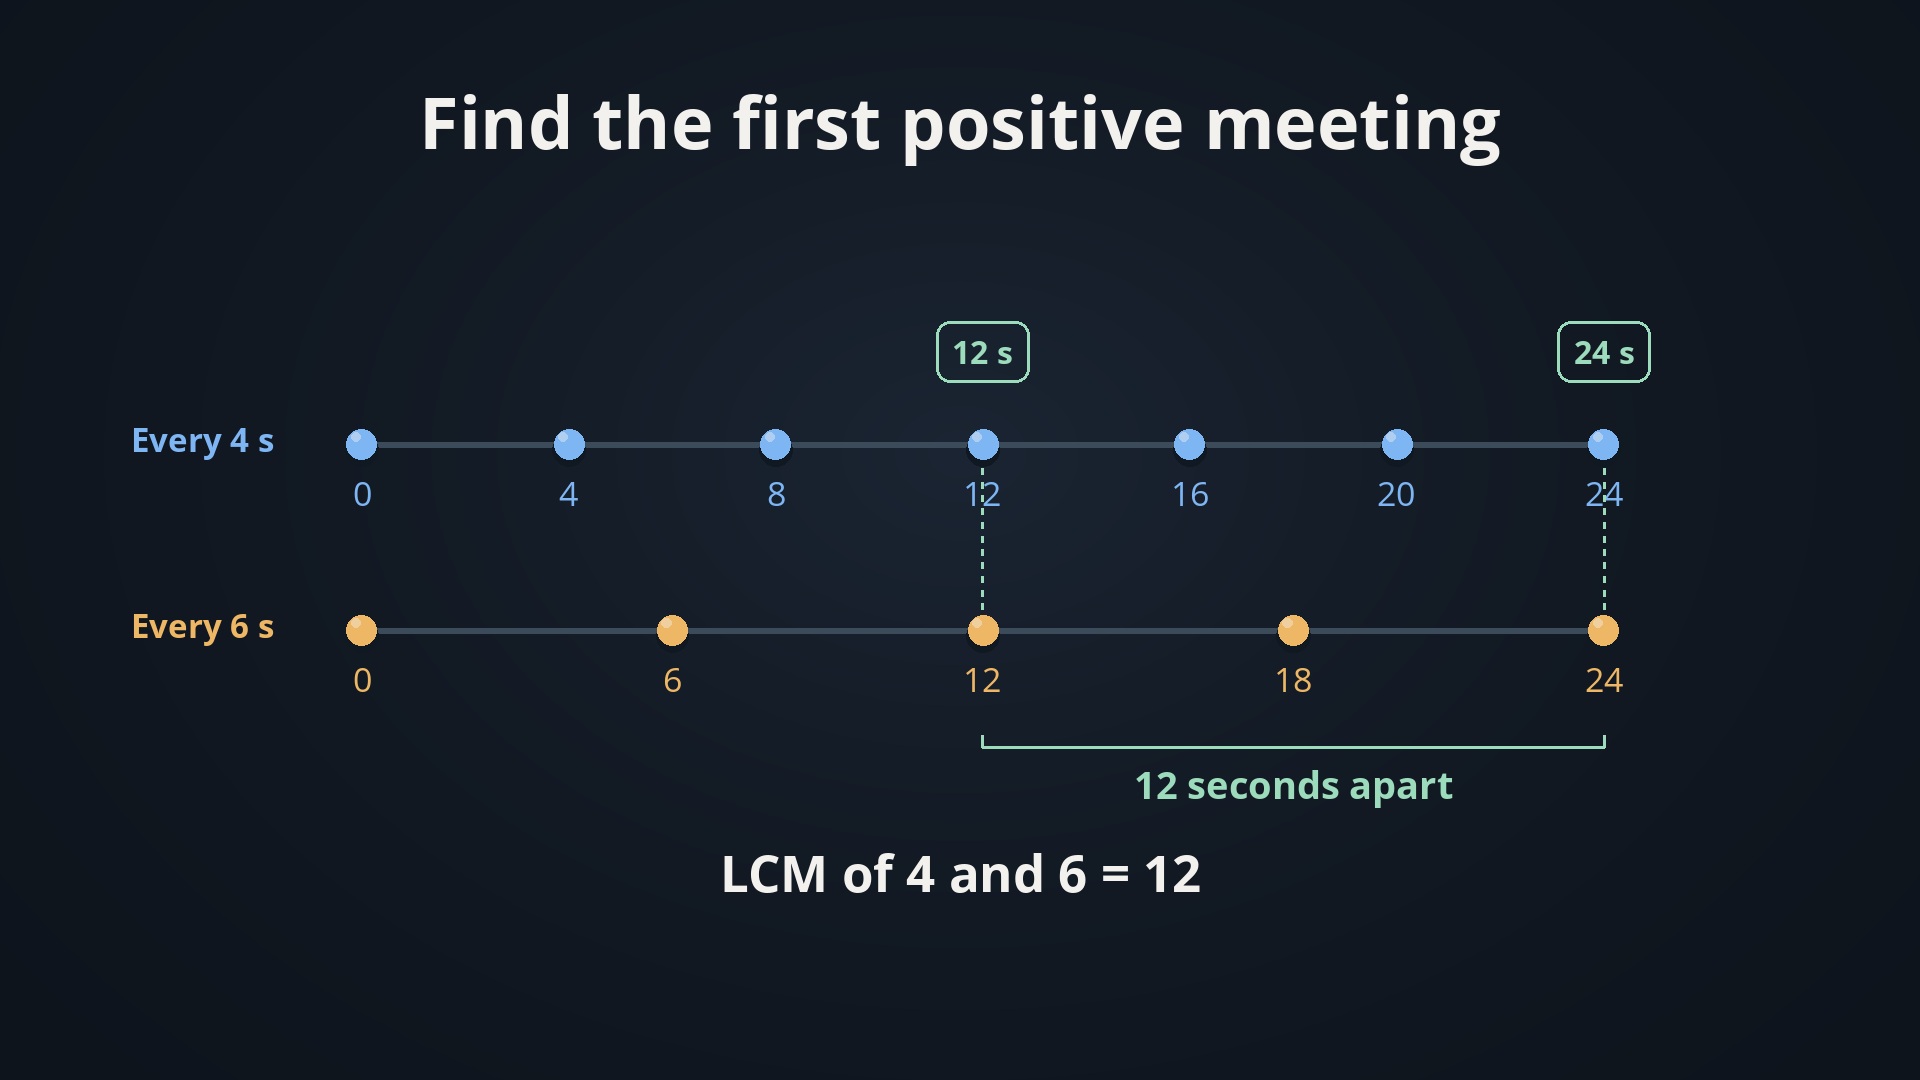 Find the first positive meeting
12 s
24 s
Every 4 s
0 4 8 12 16 20 24
Every 6 s
0 6 12 18 24
12 seconds apart
LCM of 4 and 6 = 12